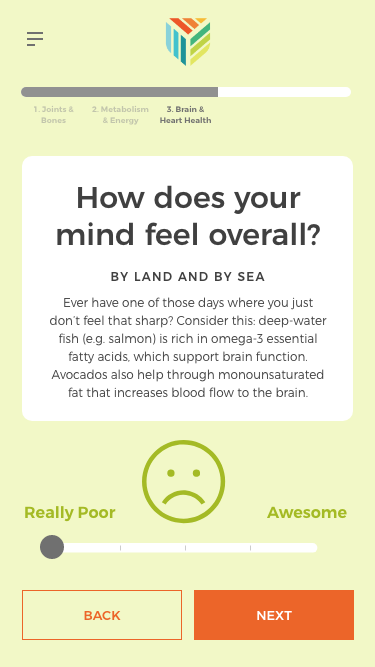 1. Joints &
Bones
2. Metabolism
& Energy
3. Brain &
Heart Health
How does your
mind feel overall?
BY LAND AND BY SEA
Ever have one of those days where you just
don't feel that sharp? Consider this: deep-water
fish (e.g. salmon) is rich in omega-3 essential
fatty acids, which support brain function.
Avocados also help through monounsaturated
fat that increases blood flow to the brain.
Really Poor
Awesome
BACK
NEXT